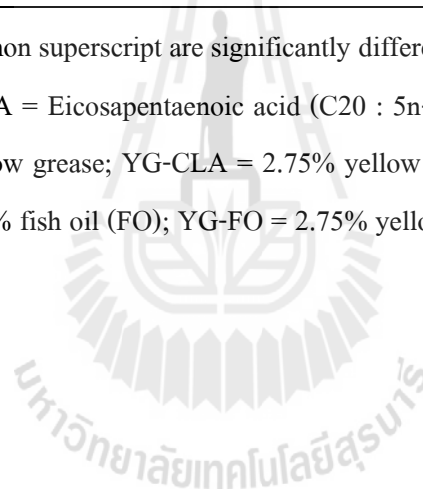 non superscript are significantly differe
A = Eicosapentaenoic acid (C20 : 5n-
ow grease; YG-CLA = 2.75% yellow
% fish oil (FO); YG-FO = 2.75% yello
มหาวิทยาลัยเทคโนโลยีสุรนารี